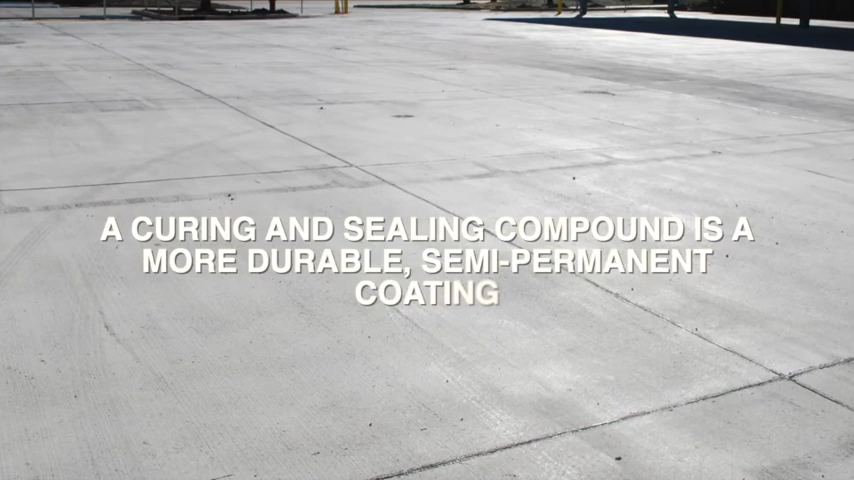 A CURING AND SEALING COMPOUND IS A
MORE DURABLE, SEMI-PERMANENT
COATING